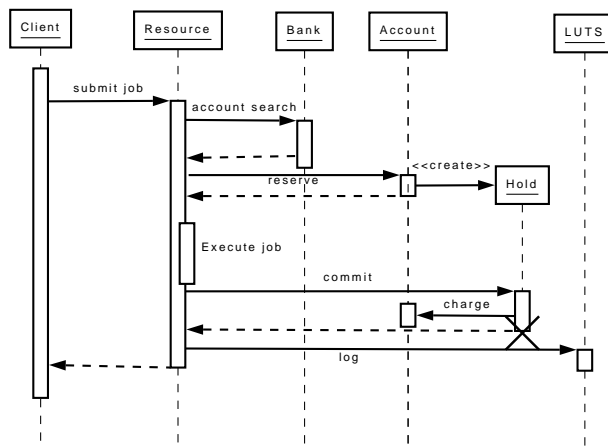 Client
Resource
Bank
Account
LUTS
submit job
account search
<<create>>
reserve
Hold
Execute job
commit
charge
log